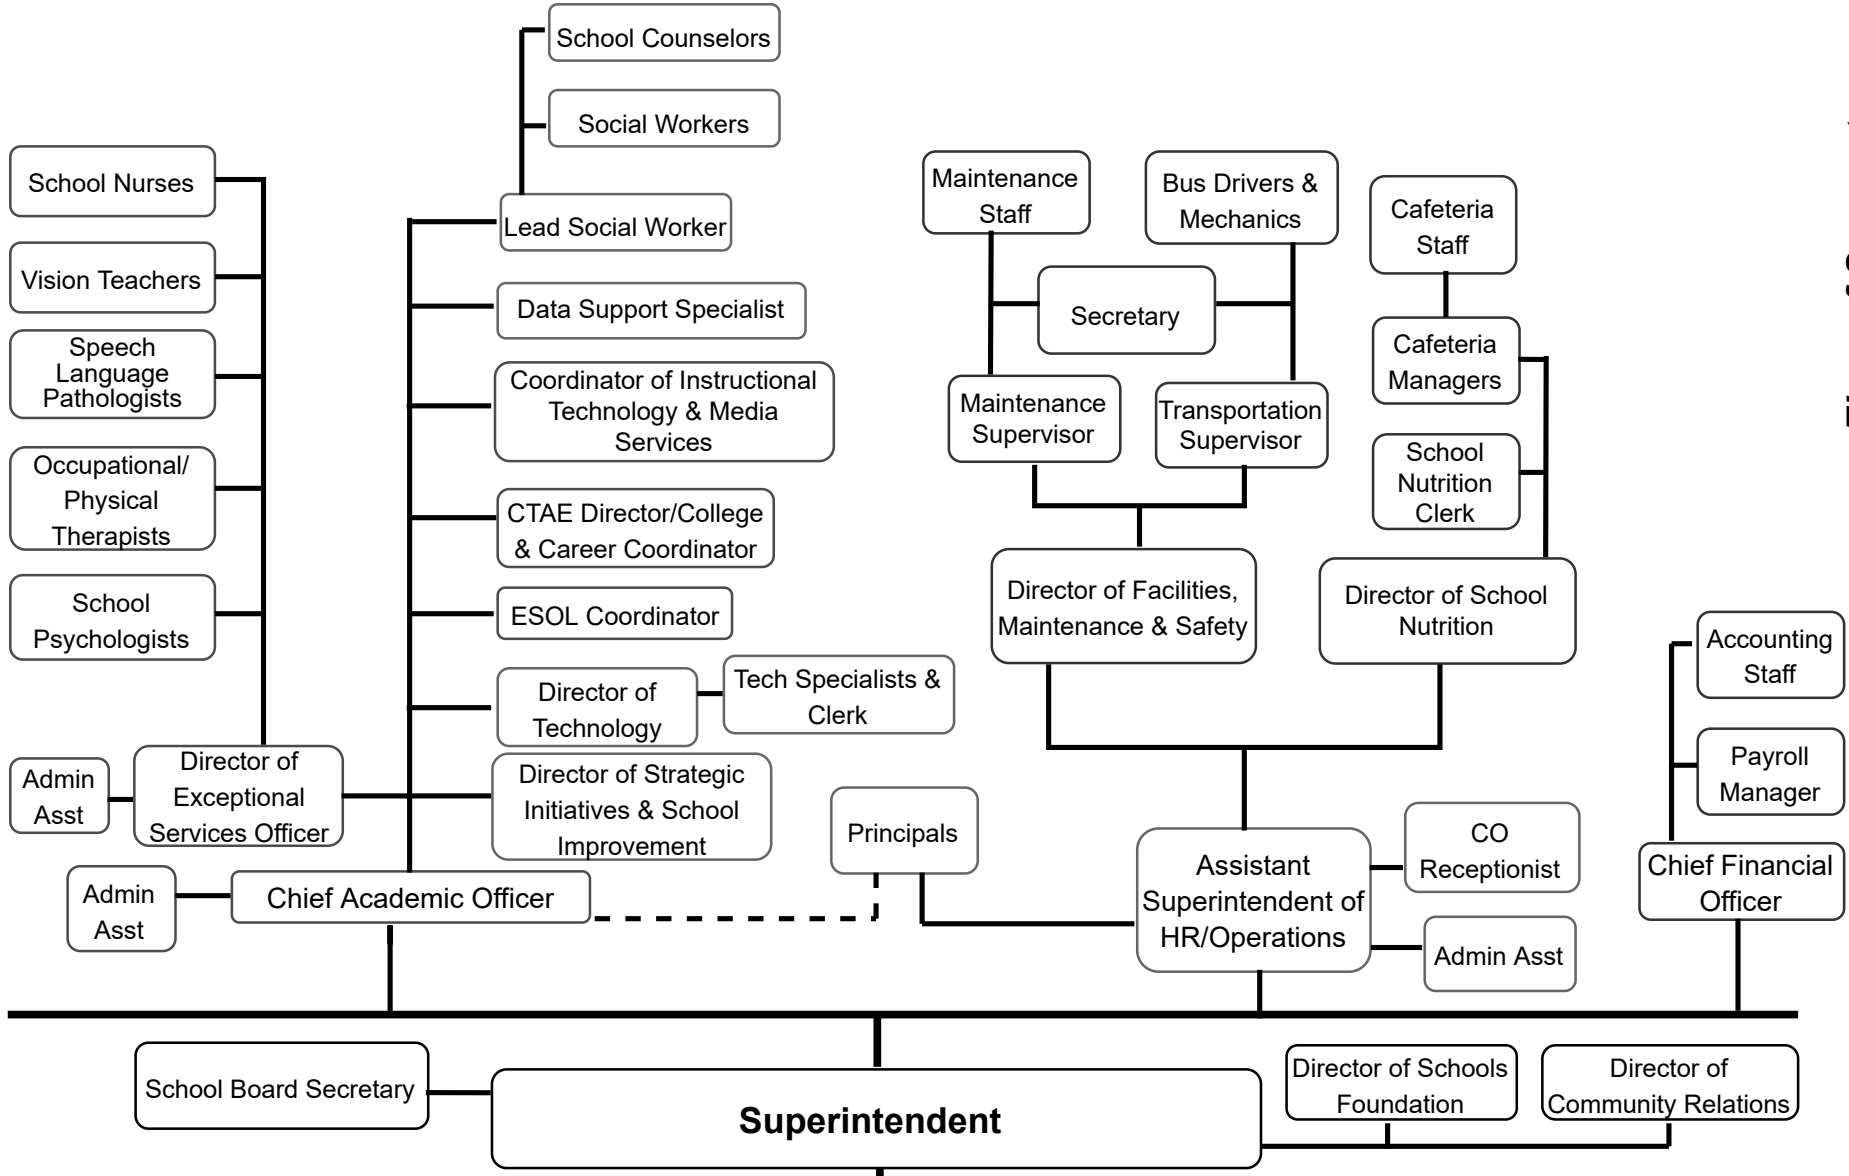 School Counselors
Social Workers
Lead Social Worker
School Nurses
Vision Teachers
Speech
Language
Pathologists
Occupational/
Physical
Therapists
School
Psychologists
Data Support Specialist
Coordinator of Instructional
Technology & Media
Services
CTAE Director/College
& Career Coordinator
ESOL Coordinator
Director of
Technology
Tech Specialists &
Clerk
Admin
Asst
Director of
Exceptional
Services Officer
Director of Strategic
Initiatives & School
Improvement
Admin
Asst
Chief Academic Officer
Principals
Maintenance
Staff
Bus Drivers &
Mechanics
Secretary
Maintenance
Supervisor
Transportation
Supervisor
Director of Facilities,
Maintenance & Safety
Cafeteria
Staff
Cafeteria
Managers
School
Nutrition
Clerk
Director of School
Nutrition
Assistant
Superintendent of
HR/Operations
CO
Receptionist
Admin Asst
Accounting
Staff
Payroll
Manager
Chief Financial
Officer
School Board Secretary
Superintendent
Director of Schools
Foundation
Director of
Community Relations